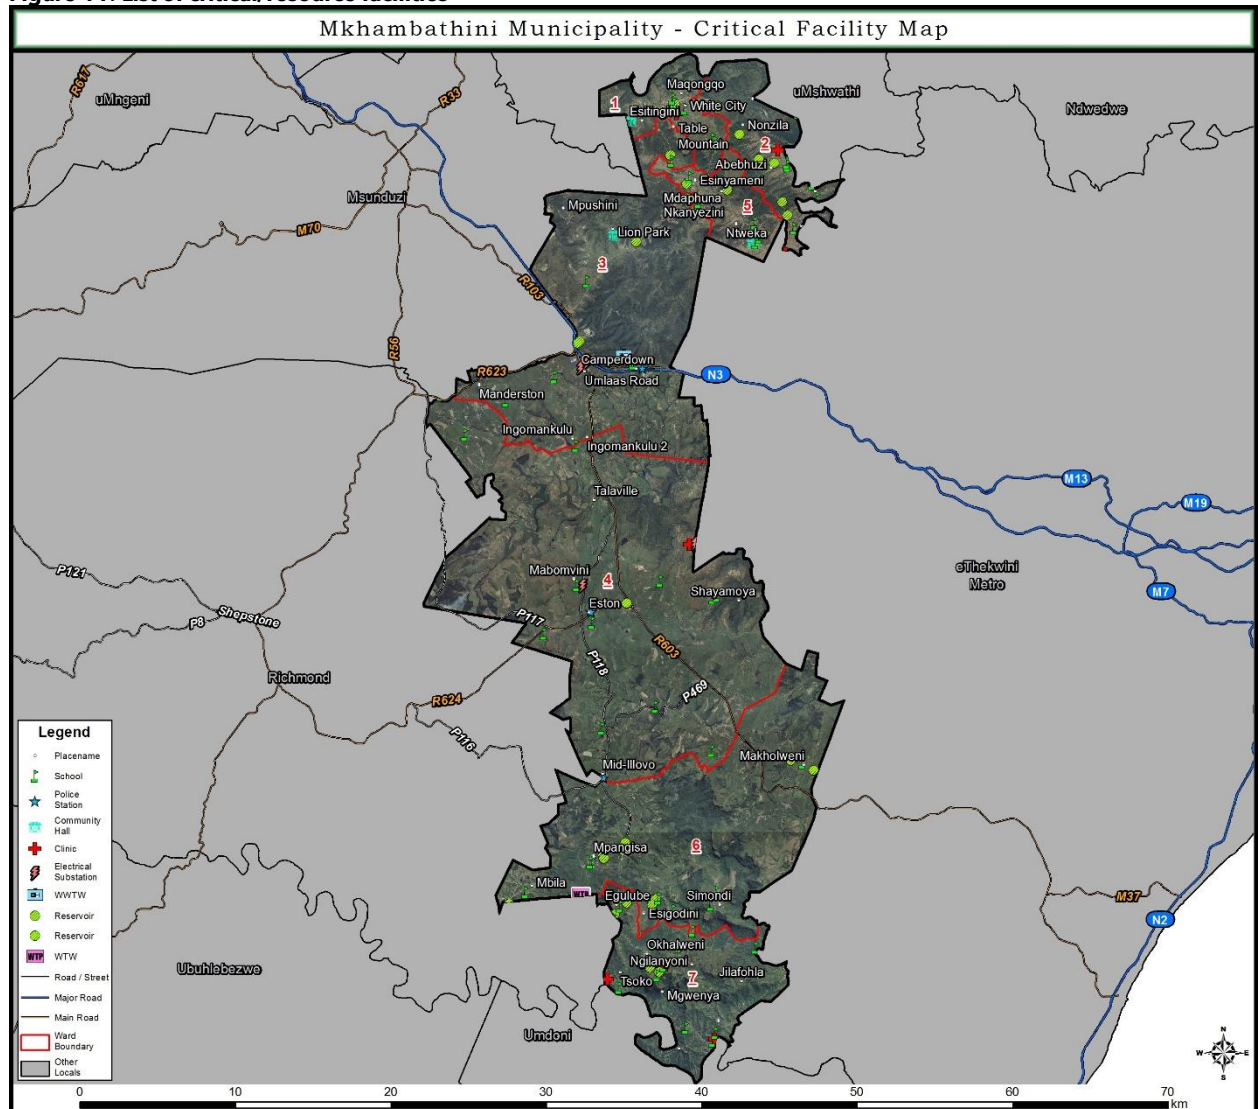 Figure 14: List of critical/resource facilities
Mkhambathini Municipality - Critical Facility Map
R617
uMngeni
R33
Maqongqo
1
White City
Esitingini
Table
Mountain
Nonzila
2
uMshwathi
Ndwedwe
Abebhuzi
Esinyameni
Msunduzi
Mpushini
Mdaphuna
Nkanyezini
5
M70
Lion Park
Ntweka
3
R103
R56
Camperdown
R623
Umlaas Road
N3
Manderston
Ingomankulu
Ingomankulu 2
M13
Talaville
M19
P121
Mabomvini
4
eThekwini
Metro
Shayamoya
M7
Eston
P8
Shepstone
P117
R603
P118
Richmond
P469
R624
P116
Makholweni
Mid-Illovo
Mpangisa
6
Mbila
WTP
Egulube
Simondi
Esigodini
M37
N2
Okhalweni
Ubuhlebezwe
Ngilanyoni
Jilafohla
Tsoko
7
Mgwenya
Umdoni
Legend
Placename
School
Police
Station
Community
Hall
Clinic
Electrical
Substation
WWTW
Reservoir
Reservoir
WTP
WTW
Road / Street
Major Road
Main Road
Ward
Boundary
Other
Locals
N
W
E
S
0
10
20
30
40
50
60
70
km